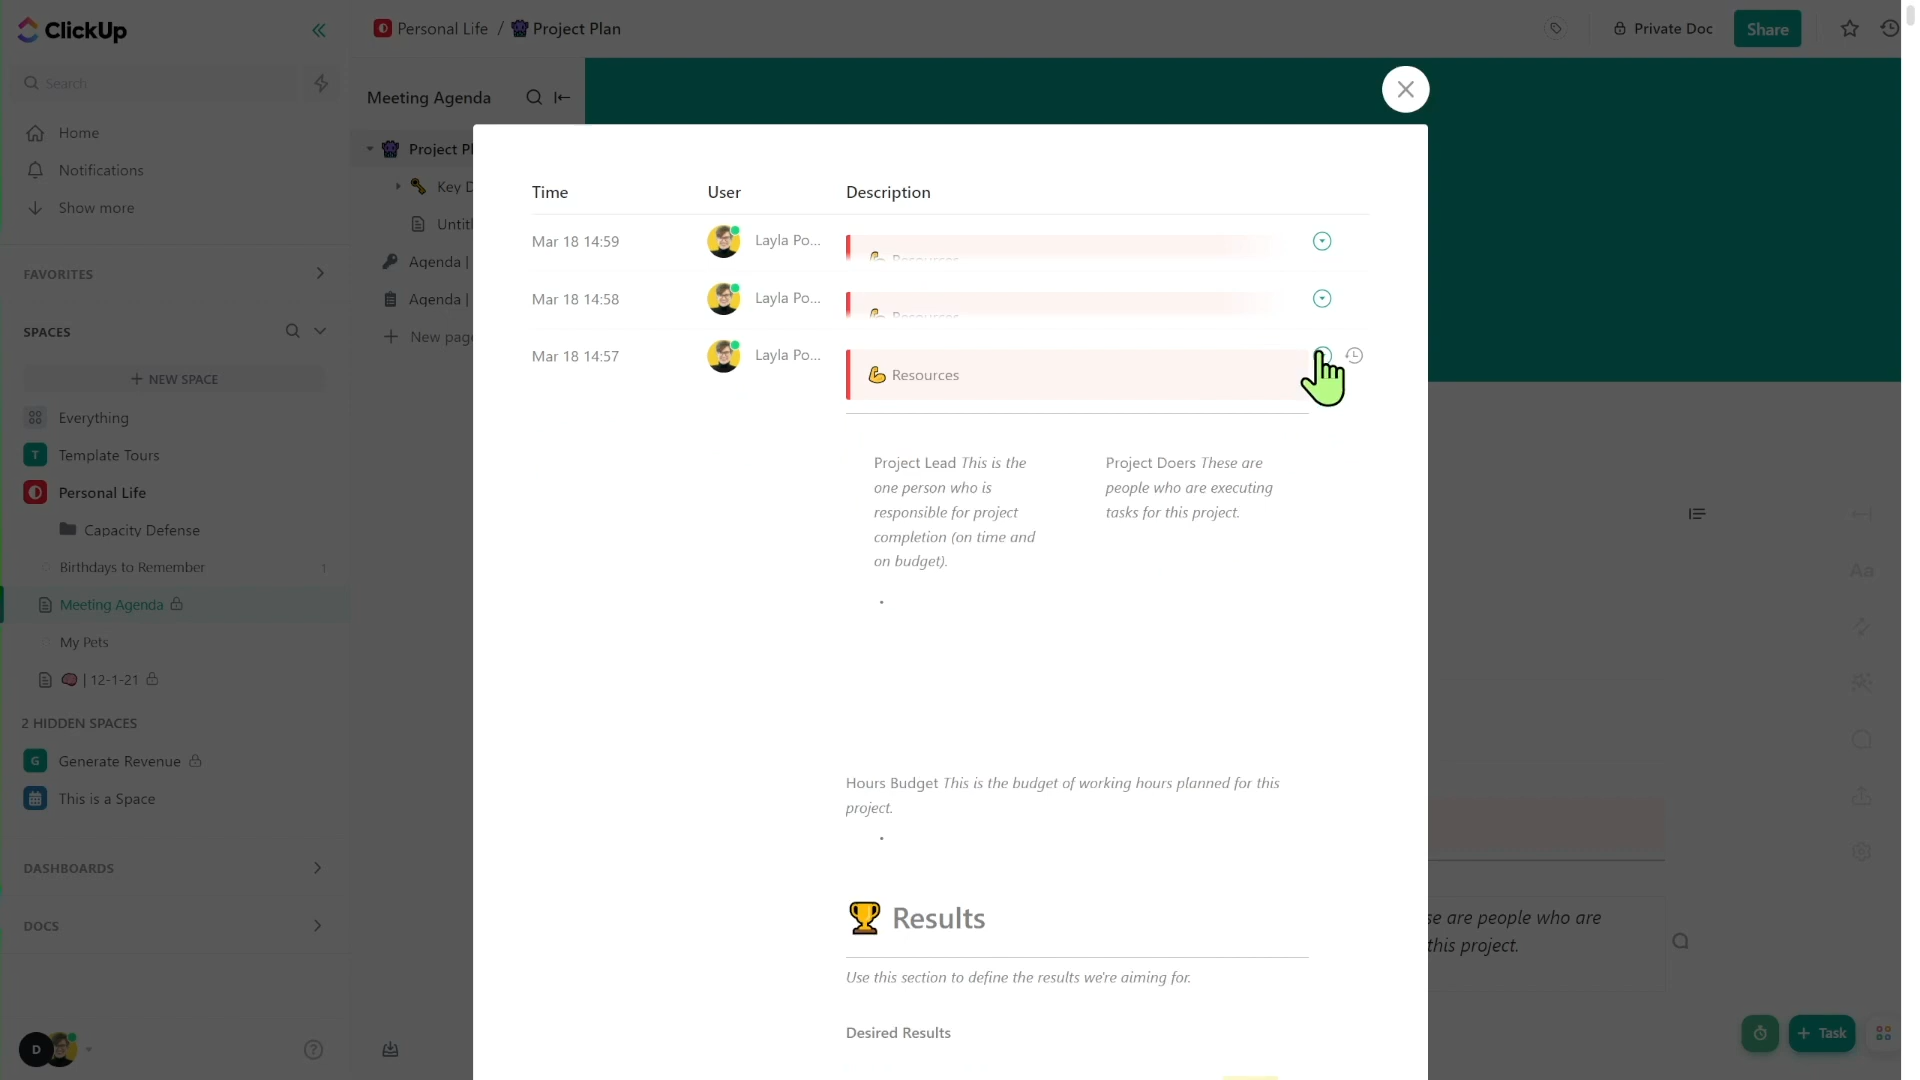 ClickUp
Search
Home
Notifications
Show more
FAVORITES
SPACES
+ NEW SPACE
Everything
T Template Tours
Personal Life
Capacity Defense
Birthdays to Remember 1
Meeting Agenda
My Pets
| 12-1-21
2 HIDDEN SPACES
G Generate Revenue
This is a Space
DASHBOARDS
DOCS
D
Personal Life / Project Plan
Private Doc
Share
Meeting Agenda
Project Pl
Key D
Untit
Agenda |
Agenda |
+ New page
Time User Description
Mar 18 14:59 Layla Po... Resources
Mar 18 14:58 Layla Po... Resources
Mar 18 14:57 Layla Po...
Resources
Project Lead This is the
one person who is
responsible for project
completion (on time and
on budget).
Project Doers These are
people who are executing
tasks for this project.
Hours Budget This is the budget of working hours planned for this
project.
Results
Use this section to define the results we're aiming for.
Desired Results
Aa
se are people who are
this project.
+ Task